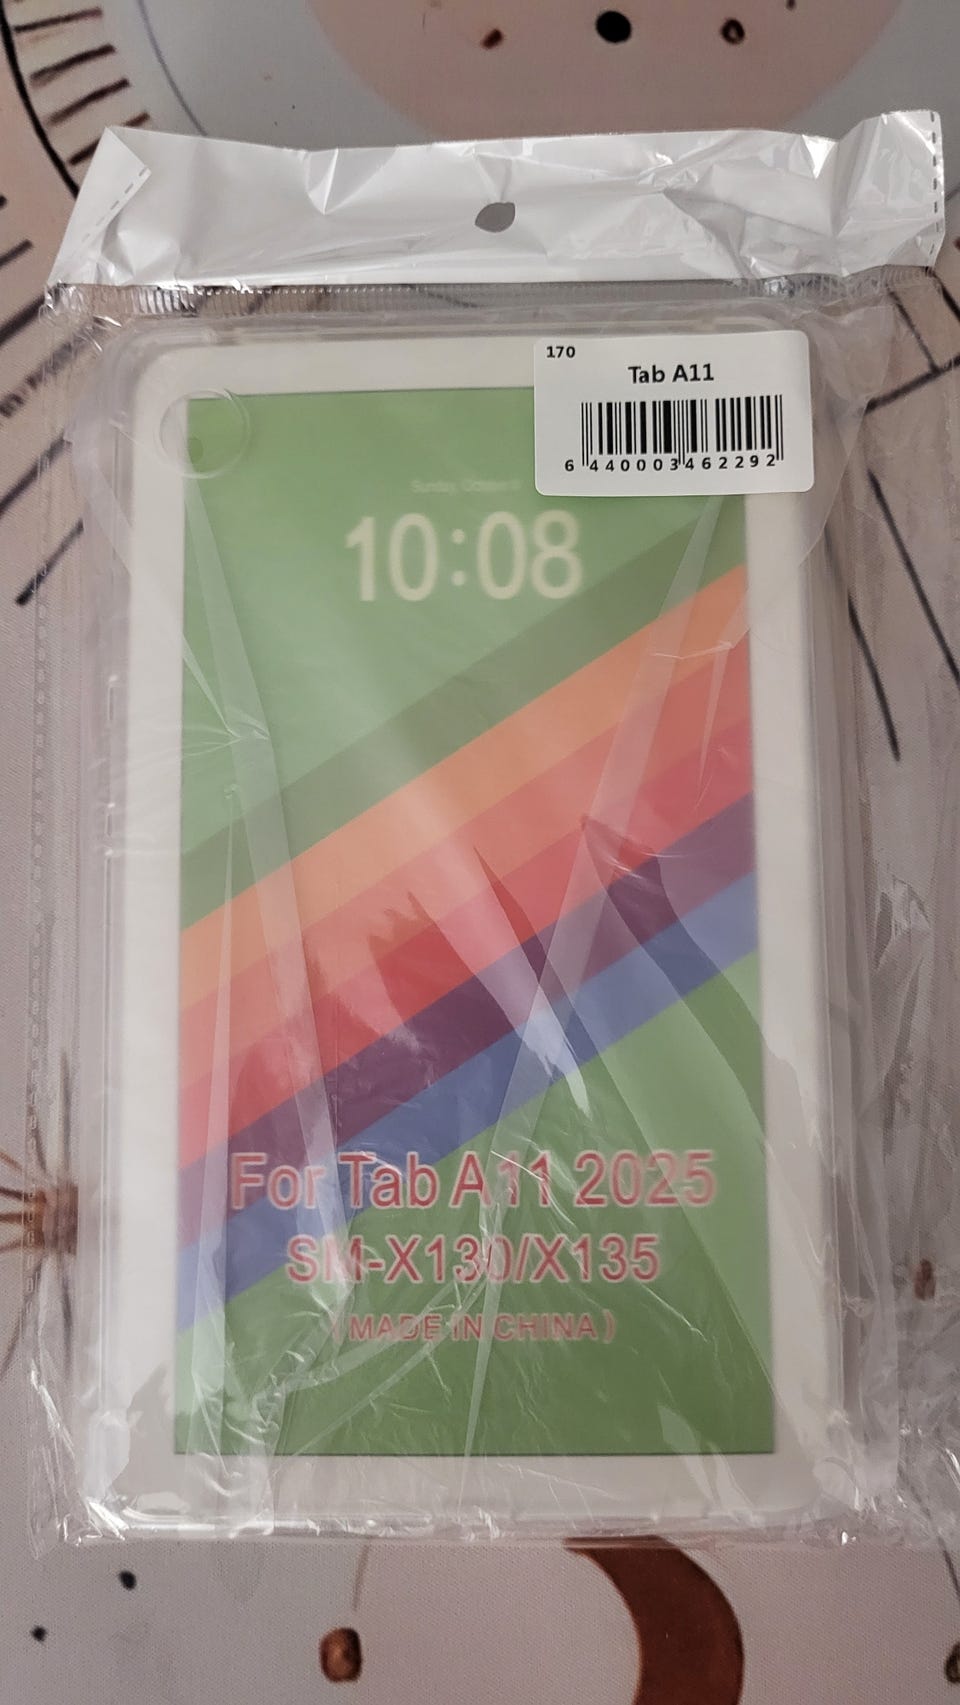 170
Tab A11
6 440003 462292
10:08
For Tab A11 2025
SM-X130/X135
(MADE IN CHINA)